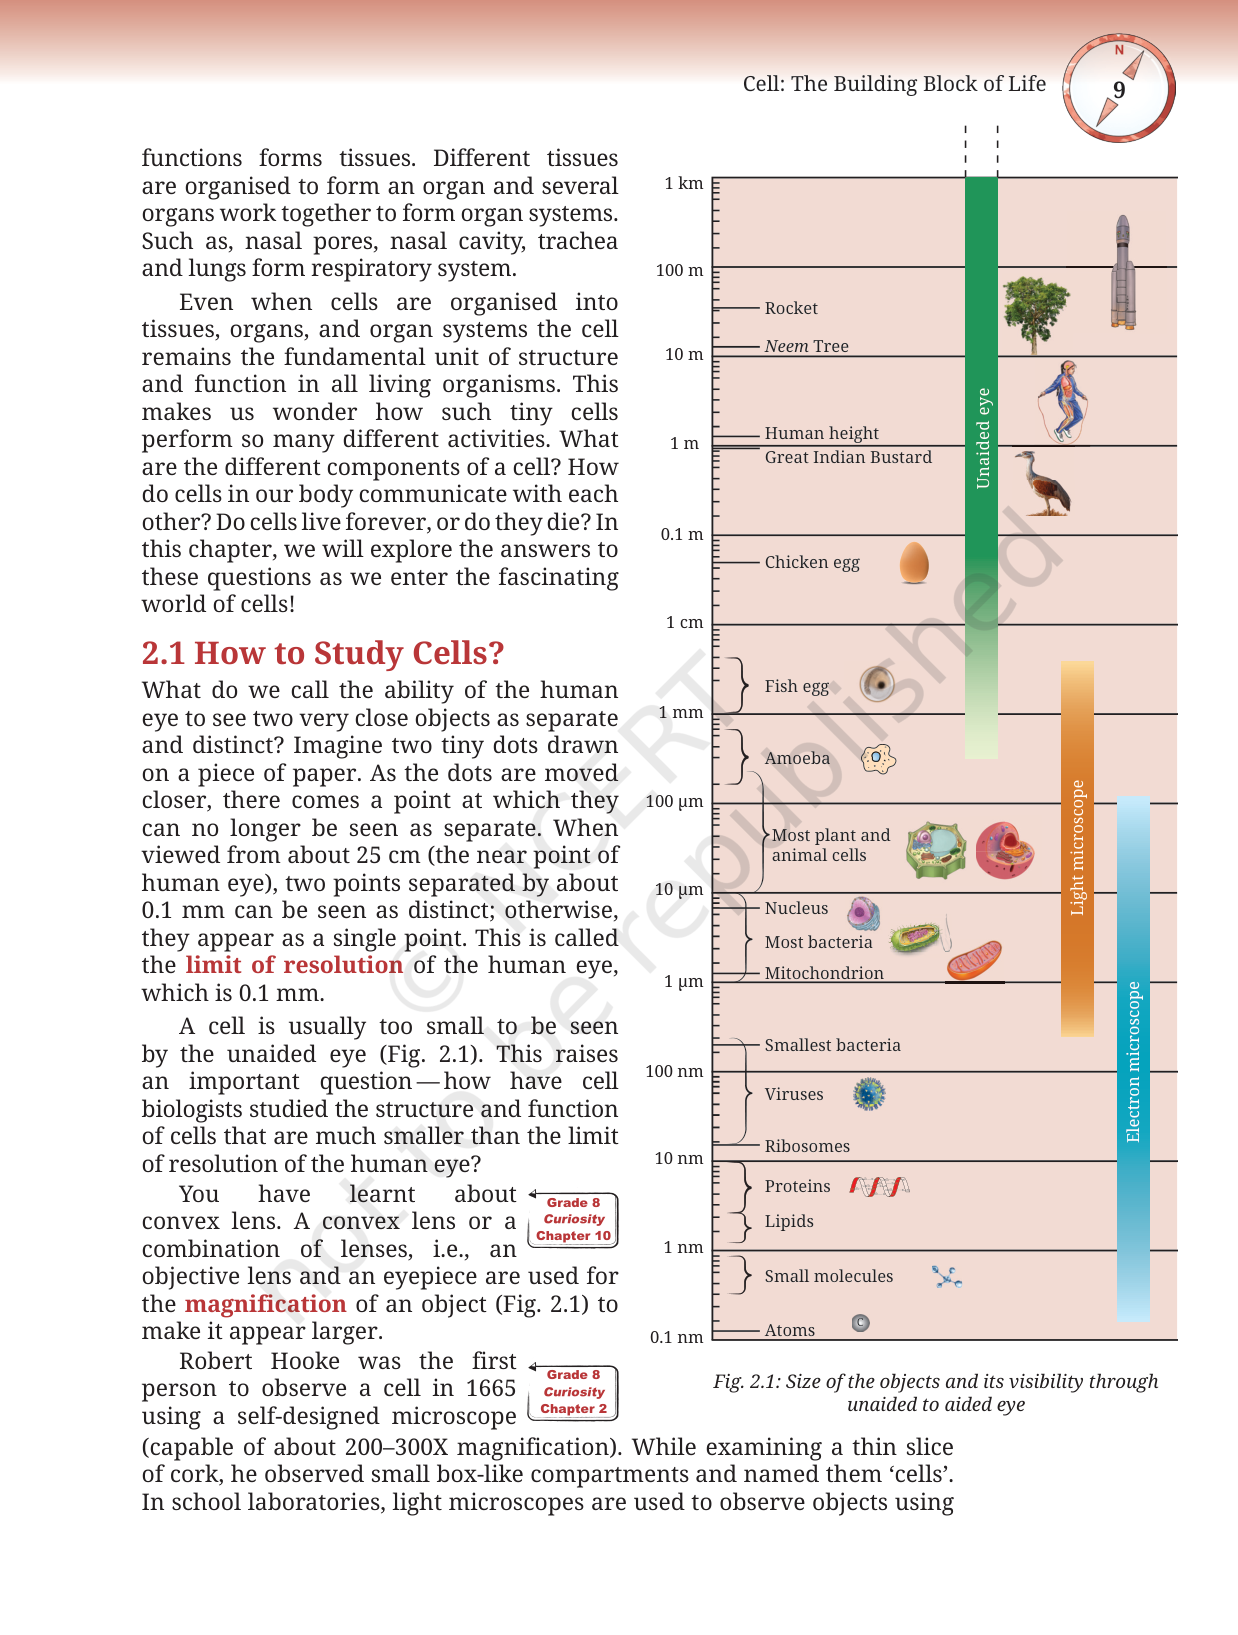 Cell: The Building Block of Life
N
9
functions forms tissues. Different tissues
are organised to form an organ and several
organs work together to form organ systems.
Such as, nasal pores, nasal cavity, trachea
and lungs form respiratory system.
Even when cells are organised into
tissues, organs, and organ systems the cell
remains the fundamental unit of structure
and function in all living organisms. This
makes us wonder how such tiny cells
perform so many different activities. What
are the different components of a cell? How
do cells in our body communicate with each
other? Do cells live forever, or do they die? In
this chapter, we will explore the answers to
these questions as we enter the fascinating
world of cells!
2.1 How to Study Cells?
What do we call the ability of the human
eye to see two very close objects as separate
and distinct? Imagine two tiny dots drawn
on a piece of paper. As the dots are moved
closer, there comes a point at which they
can no longer be seen as separate. When
viewed from about 25 cm (the near point of
human eye), two points separated by about
0.1 mm can be seen as distinct; otherwise,
they appear as a single point. This is called
the limit of resolution of the human eye,
which is 0.1 mm.
A cell is usually too small to be seen
by the unaided eye (Fig. 2.1). This raises
an important question — how have cell
biologists studied the structure and function
of cells that are much smaller than the limit
of resolution of the human eye?
You have learnt about
convex lens. A convex lens or a
combination of lenses, i.e., an
objective lens and an eyepiece are used for
the magnification of an object (Fig. 2.1) to
make it appear larger.
Grade 8
Curiosity
Chapter 10
Robert Hooke was the first
person to observe a cell in 1665
using a self-designed microscope
Grade 8
Curiosity
Chapter 2
(capable of about 200–300X magnification). While examining a thin slice
of cork, he observed small box-like compartments and named them ‘cells’.
In school laboratories, light microscopes are used to observe objects using
1 km
100 m
Rocket
Neem Tree
10 m
Human height
1 m
Great Indian Bustard
0.1 m
Chicken egg
1 cm
Fish egg
1 mm
Amoeba
100 µm
Most plant and
animal cells
10 µm
Nucleus
Most bacteria
Mitochondrion
1 µm
Smallest bacteria
100 nm
Viruses
Ribosomes
10 nm
Proteins
Lipids
1 nm
Small molecules
C
Atoms
0.1 nm
Unaided eye
Light microscope
Electron microscope
Fig. 2.1: Size of the objects and its visibility through
unaided to aided eye
© NCERT
not to be republished